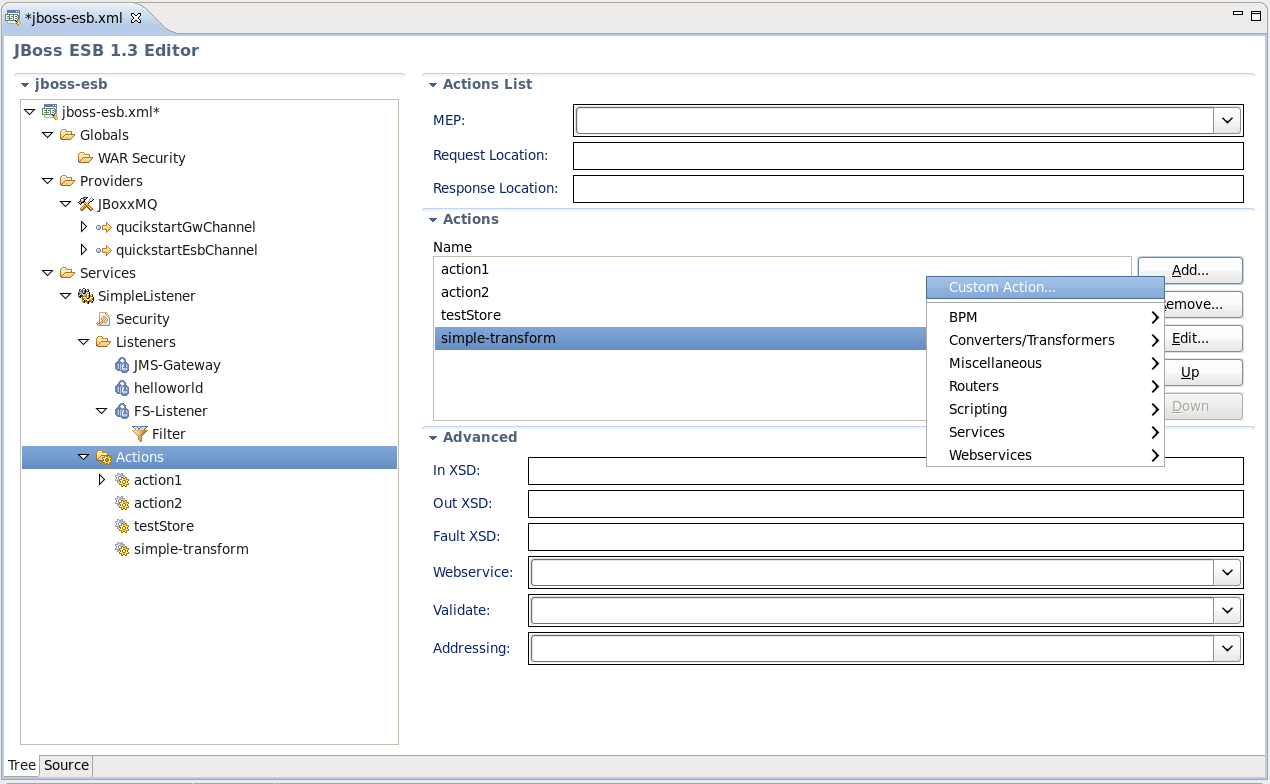 *jboss-esb.xml
JBoss ESB 1.3 Editor
jboss-esb
jboss-esb.xml*
Globals
WAR Security
Providers
JBoxxMQ
qucikstartGwChannel
quickstartEsbChannel
Services
SimpleListener
Security
Listeners
JMS-Gateway
helloworld
FS-Listener
Filter
Actions
action1
action2
testStore
simple-transform
Actions List
MEP:
Request Location:
Response Location:
Actions
Name
action1
action2
testStore
simple-transform
Add...
emove...
Edit...
Up
Down
Custom Action...
BPM
Converters/Transformers
Miscellaneous
Routers
Scripting
Services
Webservices
Advanced
In XSD:
Out XSD:
Fault XSD:
Webservice:
Validate:
Addressing:
Tree Source